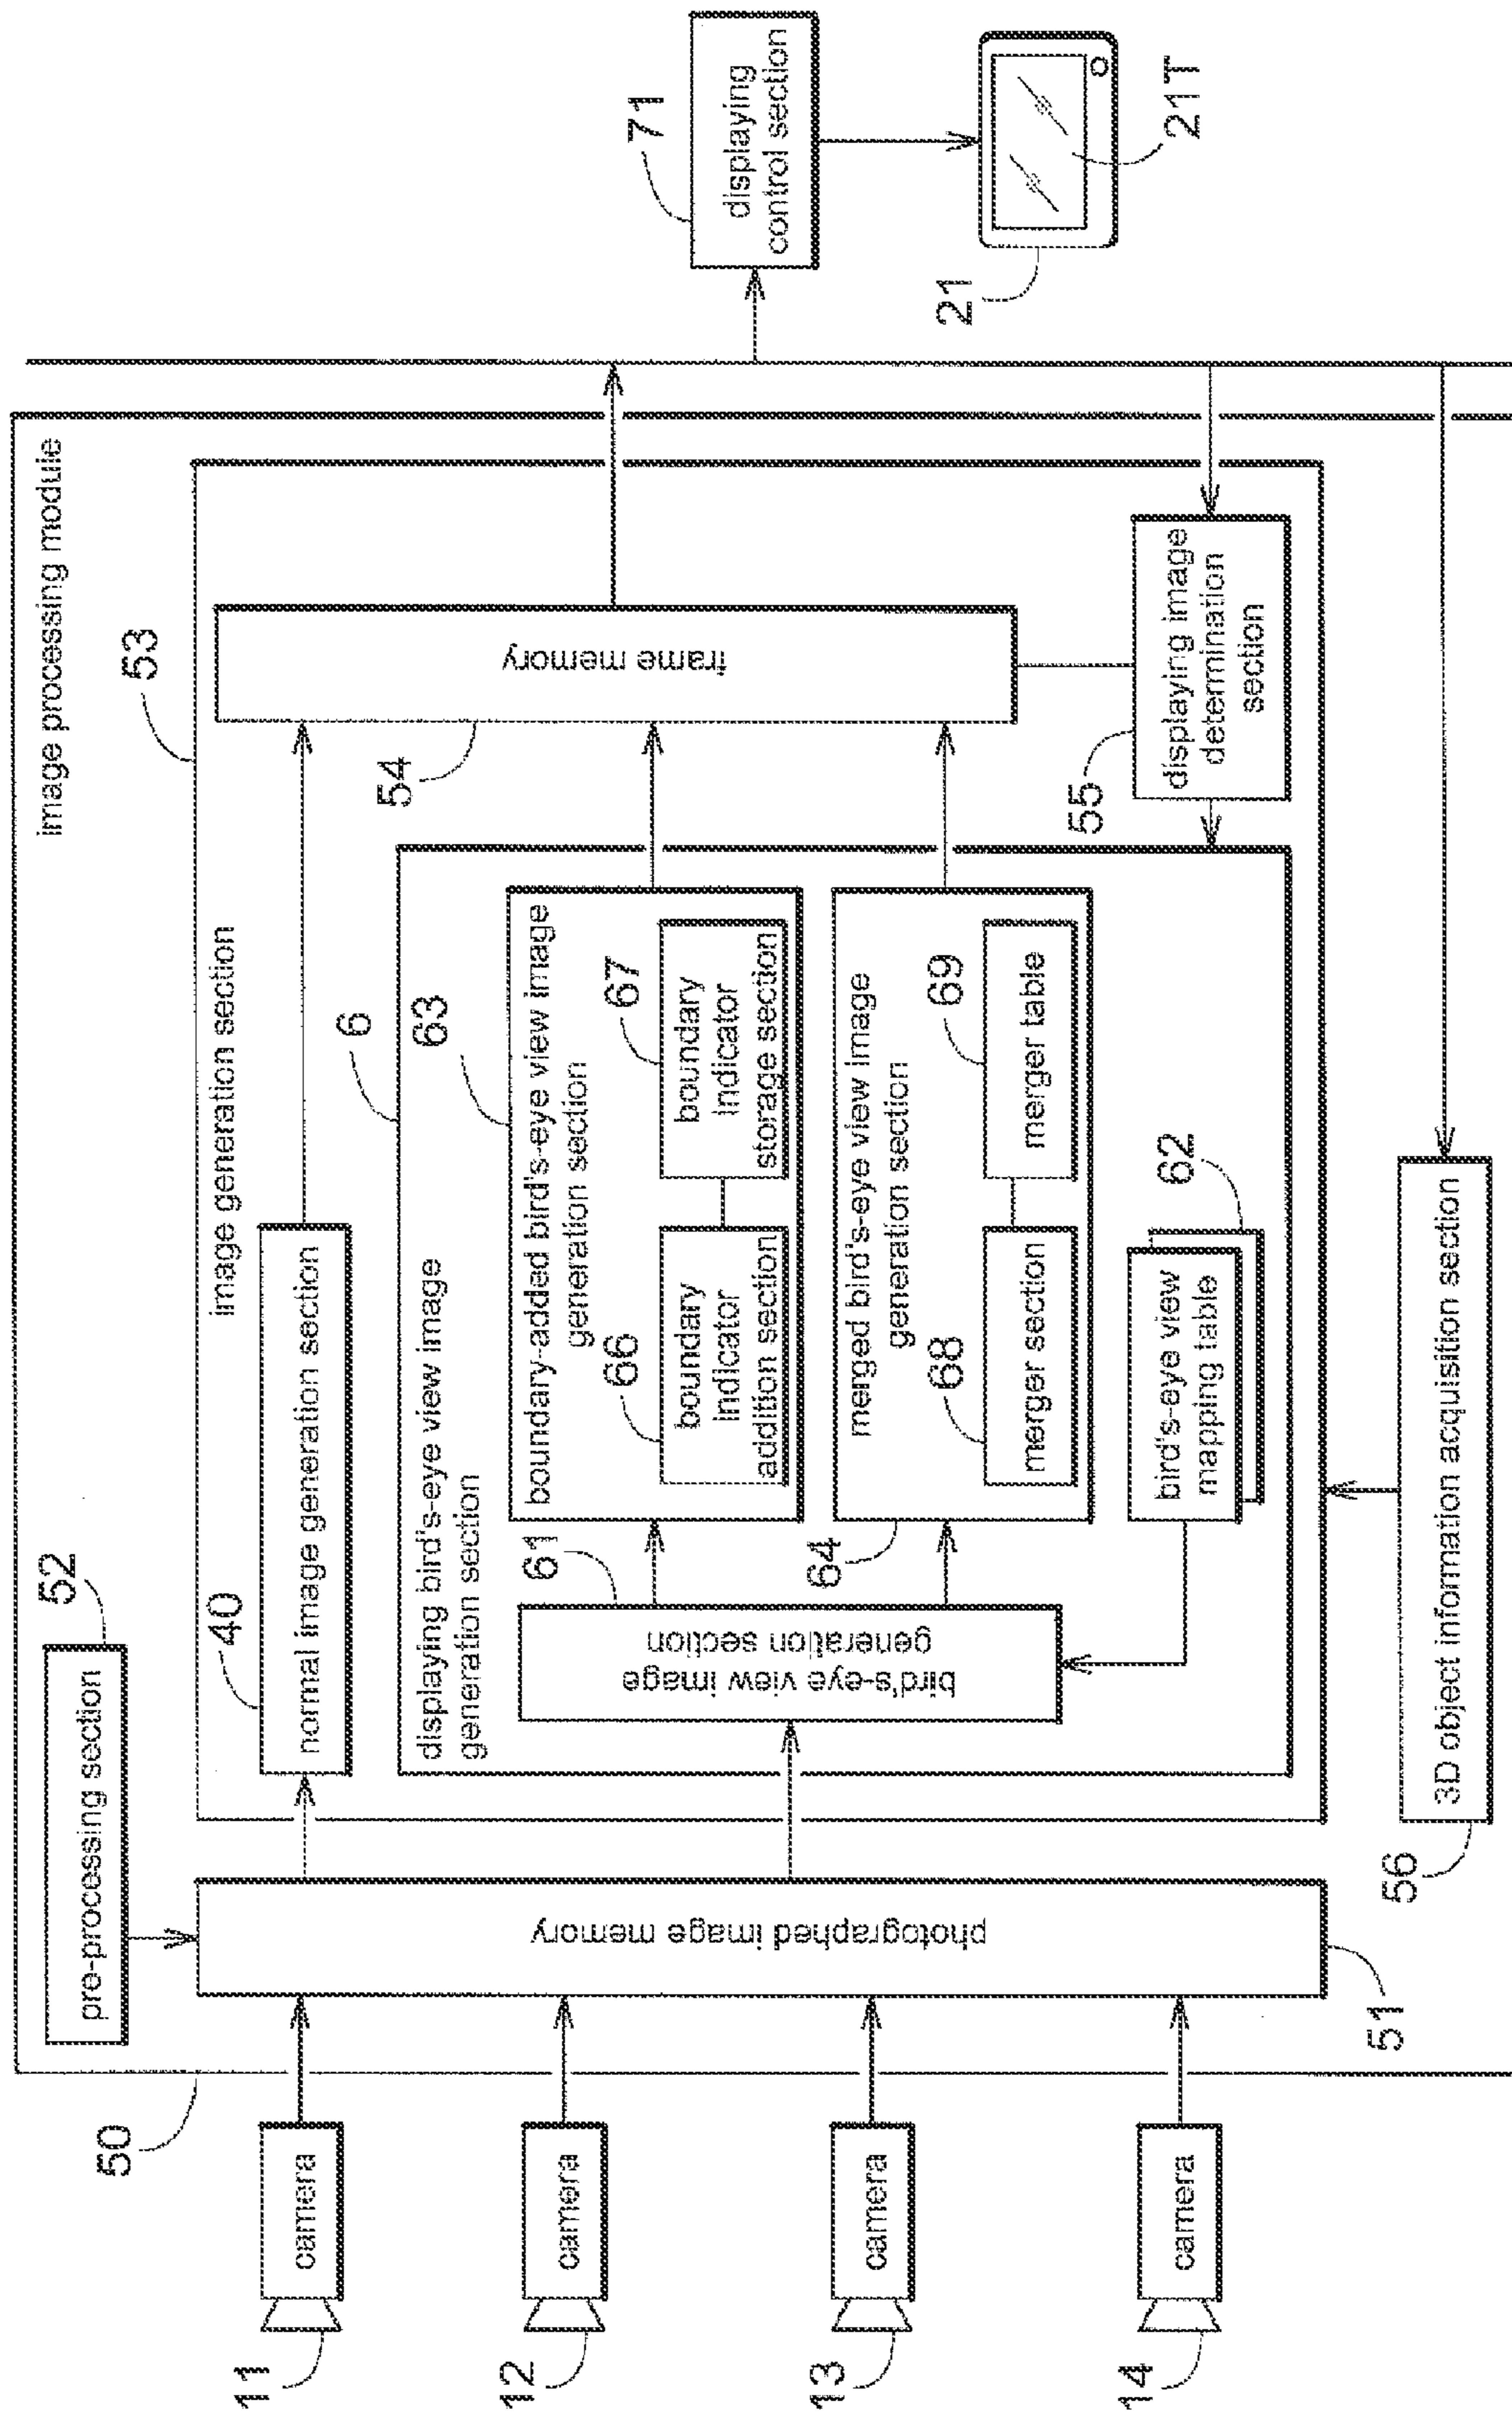 image processing module
50
pre-processing section
52
camera
11
camera
12
camera
13
camera
14
photographed image memory
51
image generation section
53
normal image generation section
40
displaying bird's-eye view image
generation section
6
bird's-eye view image
generation section
61
boundary-added bird's-eye view image
generation section
63
boundary
indicator
addition section
66
boundary
indicator
storage section
67
merged bird's-eye view image
generation section
64
merger section
68
merger table
69
bird's-eye view
mapping table
62
frame memory
54
displaying image
determination
section
55
3D object information acquisition section
56
displaying
control section
71
21
21T